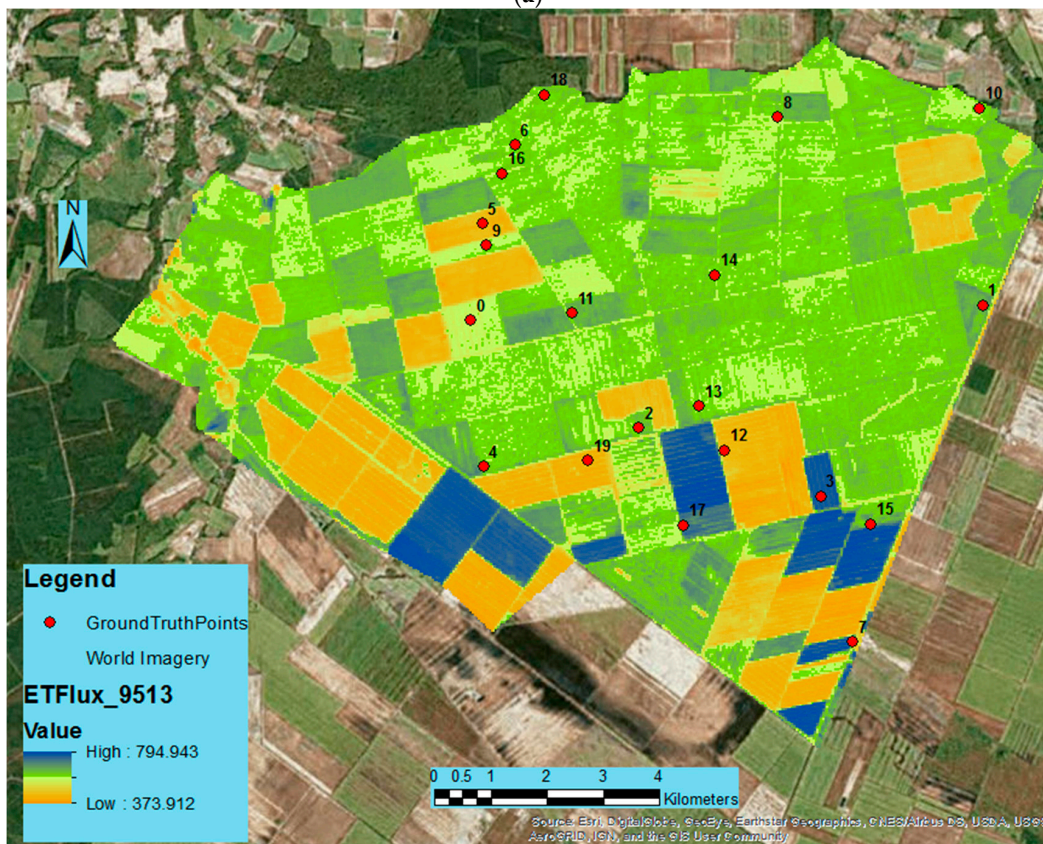 (a)
18
8
10
6
16
5
9
14
1
0
11
13
2
12
19
4
3
17
15
7
N
Legend
GroundTruthPoints
World Imagery
ETFlux_9513
Value
High : 794.943
Low : 373.912
0 0.5 1 2 3 4
Kilometers
Source: Esri, DigitalGlobe, GeoEye, Earthstar Geographics, CNES/Airbus DS, USDA, USGS
AeroGRID, IGN, and the GIS User Community